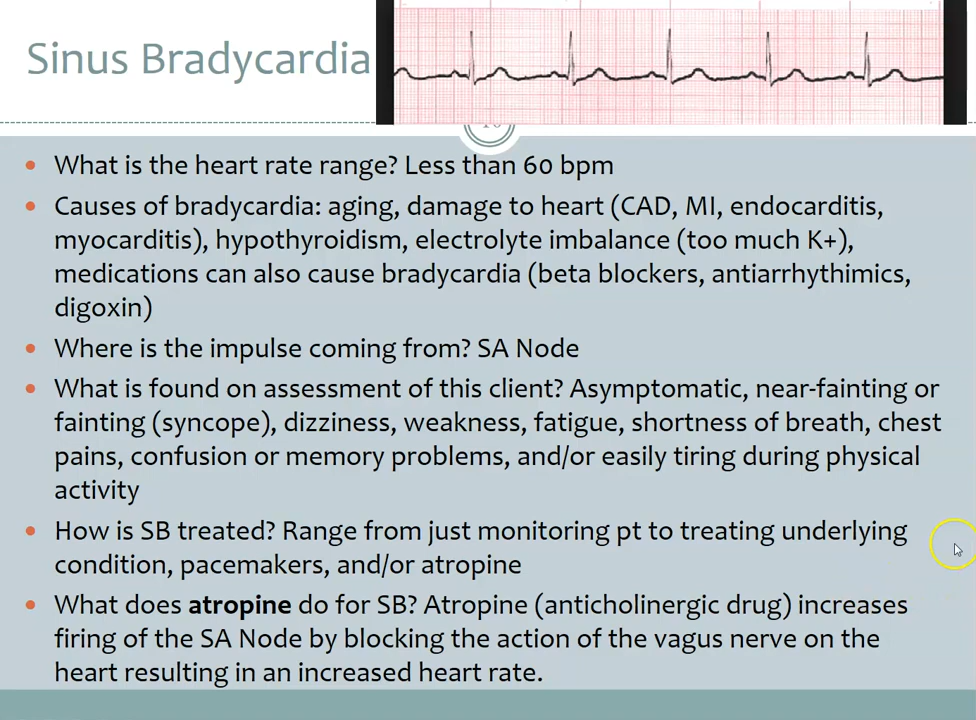 Sinus Bradycardia
What is the heart rate range? Less than 60 bpm
Causes of bradycardia: aging, damage to heart (CAD, MI, endocarditis,
myocarditis), hypothyroidism, electrolyte imbalance (too much K+),
medications can also cause bradycardia (beta blockers, antiarrhythimics,
digoxin)
Where is the impulse coming from? SA Node
What is found on assessment of this client? Asymptomatic, near-fainting or
fainting (syncope), dizziness, weakness, fatigue, shortness of breath, chest
pains, confusion or memory problems, and/or easily tiring during physical
activity
How is SB treated? Range from just monitoring pt to treating underlying
condition, pacemakers, and/or atropine
What does atropine do for SB? Atropine (anticholinergic drug) increases
firing of the SA Node by blocking the action of the vagus nerve on the
heart resulting in an increased heart rate.